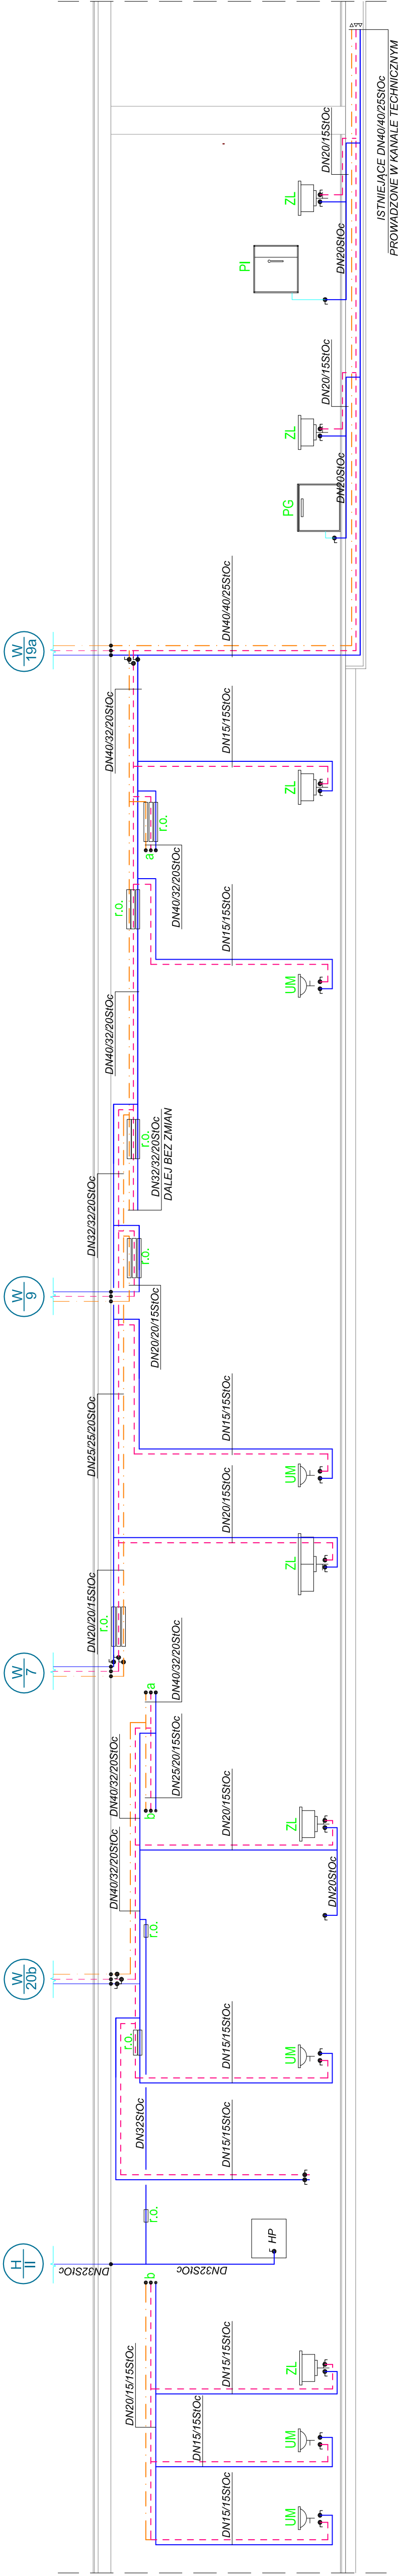 ISTNIEJĄCE DN40/40/25StOc
PROWADZONE W KANALE TECHNICZNYM
DN20/15StOc
ZL
PI
DN20StOc
DN20/15StOc
ZL
PG
DN20StOc
W
19a
DN40/40/25StOc
DN40/32/20StOc
DN15/15StOc
ZL
r.o.
a
DN40/32/20StOc
r.o.
DN15/15StOc
UM
DN40/32/20StOc
r.o.
DN32/32/20StOc
DALEJ BEZ ZMIAN
DN32/32/20StOc
r.o.
W
9
DN20/20/15StOc
DN25/25/20StOc
DN15/15StOc
UM
DN20/15StOc
ZL
DN20/20/15StOc
r.o.
W
7
a
DN40/32/20StOc
DN25/20/15StOc
b
DN40/32/20StOc
DN20/15StOc
ZL
DN20StOc
DN40/32/20StOc
r.o.
W
20b
r.o.
DN15/15StOc
UM
DN32StOc
DN15/15StOc
r.o.
H
II
DN32StOc
DN32StOc
HP
b
DN20/15/15StOc
DN15/15StOc
ZL
DN15/15StOc
UM
DN15/15StOc
UM